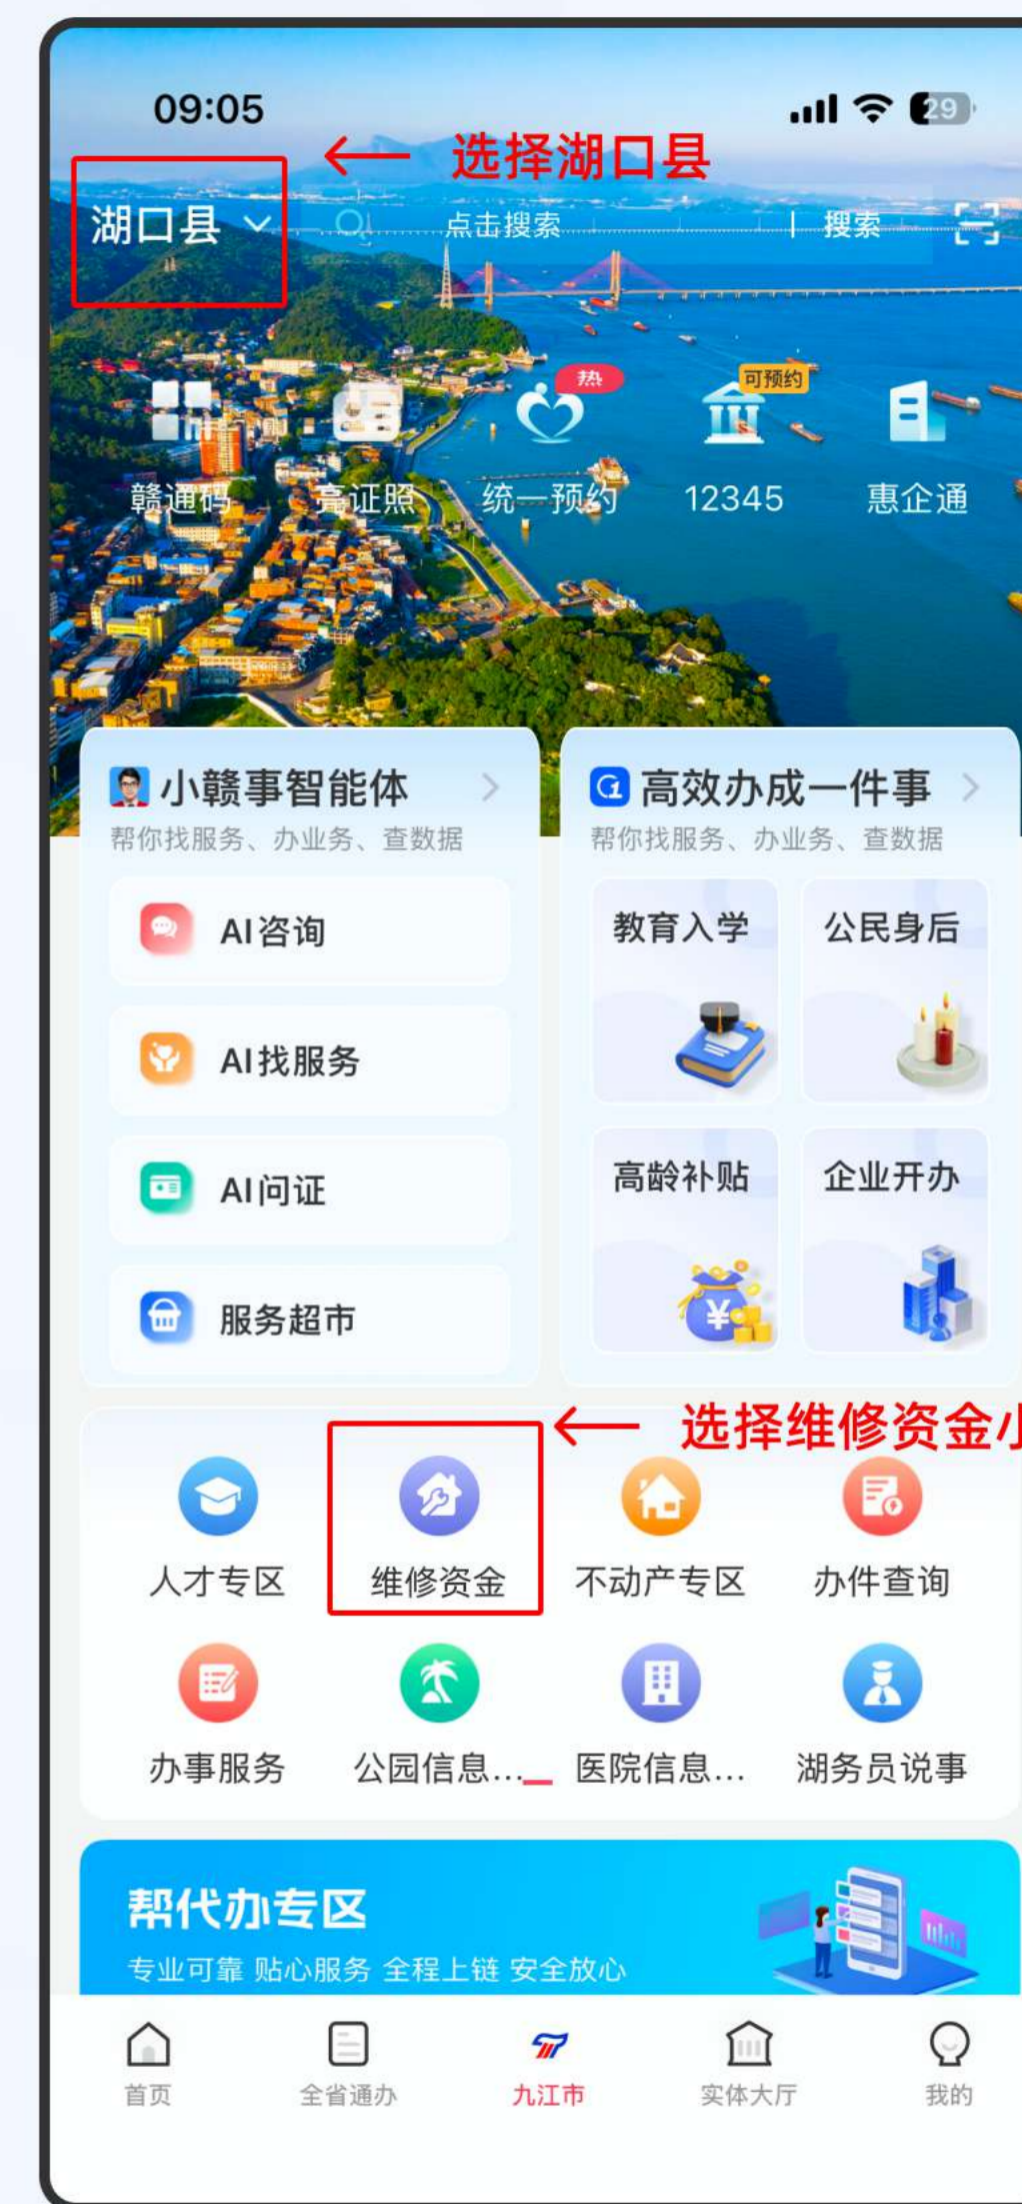 09:05
29
选择湖口县
湖口县
点击搜索
搜索
热
可预约
赣通码
亮证照
统一预约
12345
惠企通
小赣事智能体
高效办成一件事
帮你找服务、办业务、查数据
帮你找服务、办业务、查数据
AI咨询
教育入学
公民身后
AI找服务
AI问证
高龄补贴
企业开办
服务超市
选择维修资金小
人才专区
维修资金
不动产专区
办件查询
办事服务
公园信息...
医院信息...
湖务员说事
帮代办专区
专业可靠 贴心服务 全程上链 安全放心
首页
全省通办
九江市
实体大厅
我的